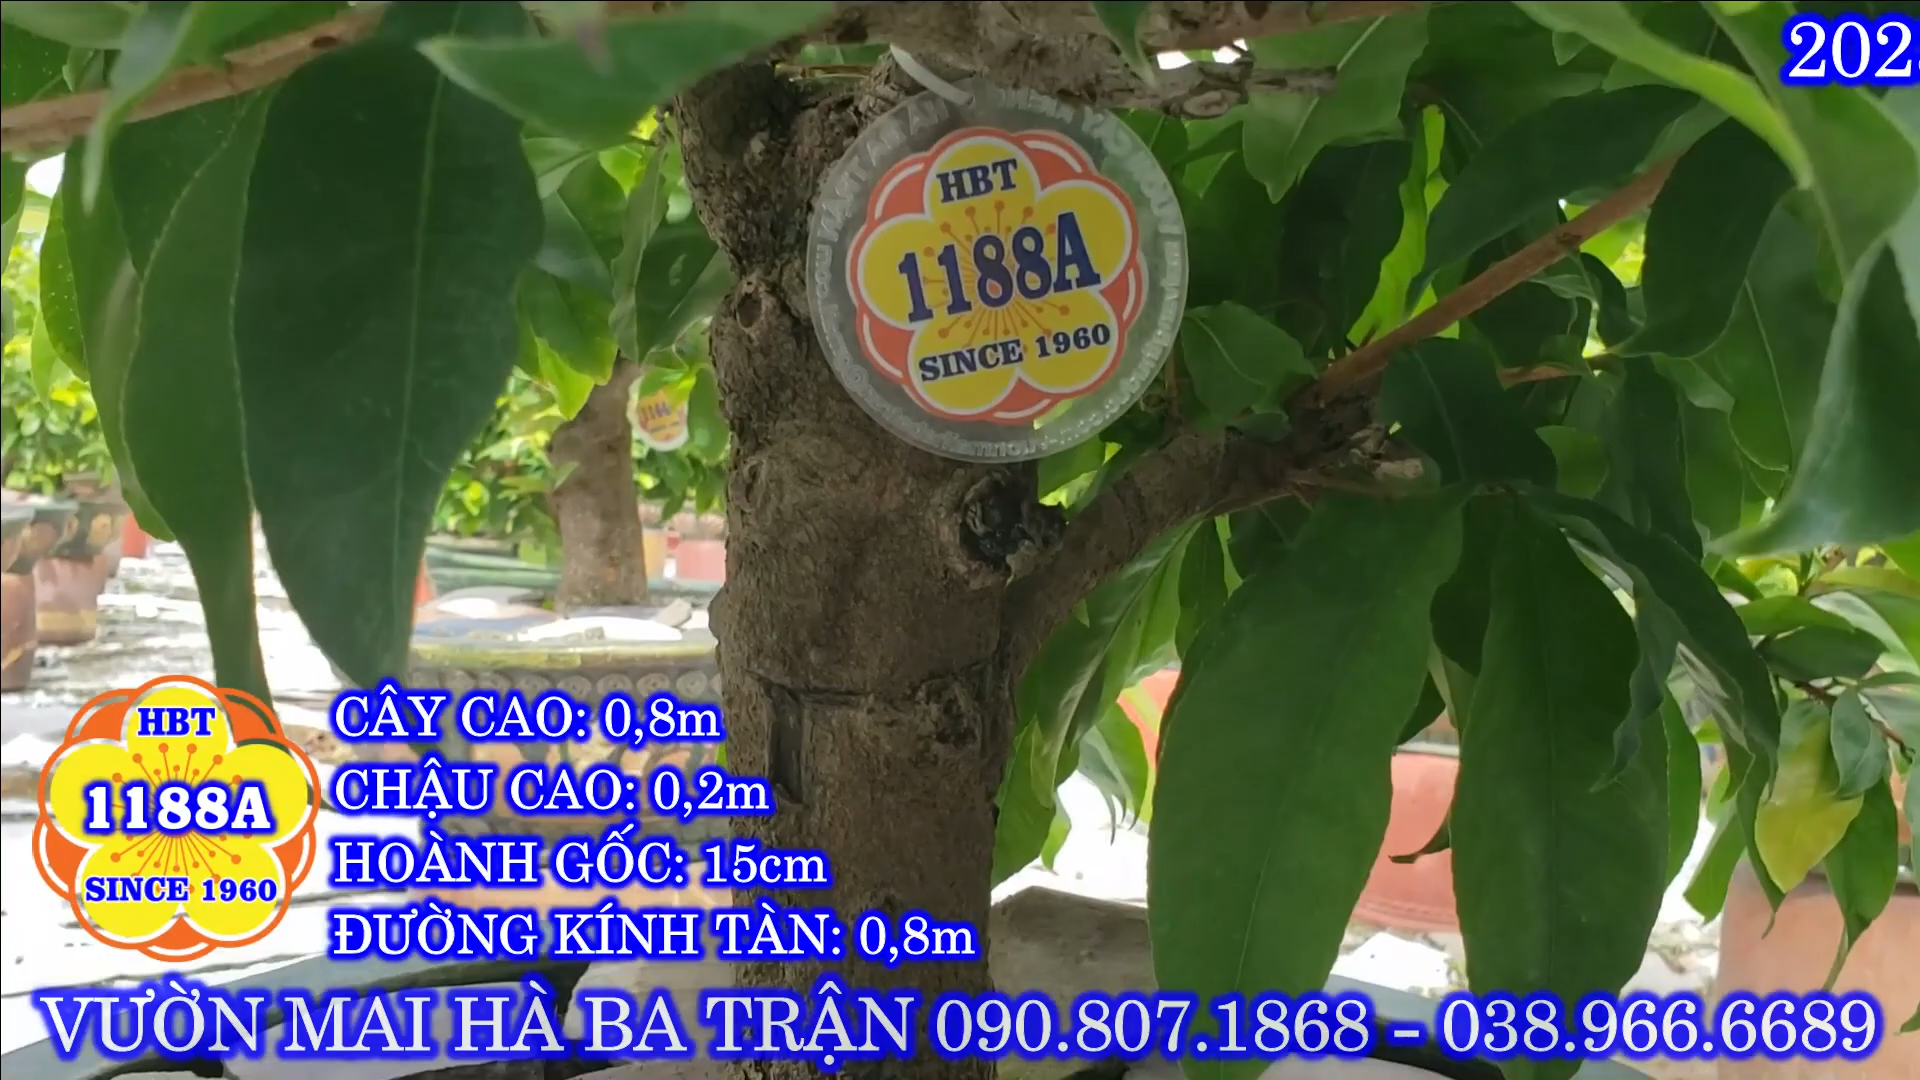 202
HBT
1188A
SINCE 1960
HBT
1188A
SINCE 1960
CÂY CAO: 0,8m
CHẬU CAO: 0,2m
HOÀNH GỐC: 15cm
ĐƯỜNG KÍNH TÀN: 0,8m
VƯỜN MAI HÀ BA TRẬN 090.807.1868 - 038.966.6689